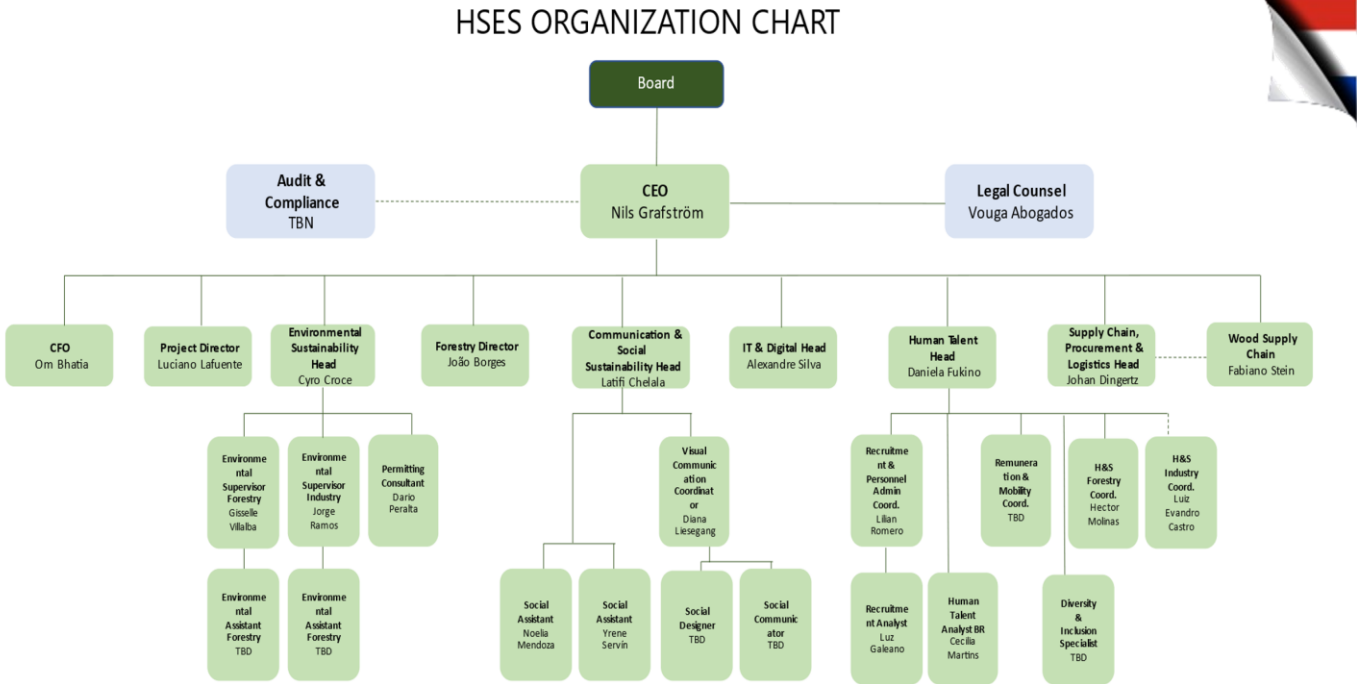 HSES ORGANIZATION CHART
Board
Audit &
Compliance
TBN
CEO
Nils Grafström
Legal Counsel
Vouga Abogados
CFO
Om Bhatia
Project Director
Luciano Lafuente
Environmental
Sustainability
Head
Cyro Croce
Forestry Director
João Borges
Communication &
Social
Sustainability Head
Latifi Chelala
IT & Digital Head
Alexandre Silva
Human Talent
Head
Daniela Fukino
Supply Chain,
Procurement &
Logistics Head
Johan Dingertz
Wood Supply
Chain
Fabiano Stein
Environme
ntal
Supervisor
Forestry
Gisselle
Villalba
Environme
ntal
Supervisor
Industry
Jorge
Ramos
Permitting
Consultant
Dario
Peralta
Visual
Communic
ation
Coordinat
or
Diana
Liesegang
Recruitme
nt &
Personnel
Admin
Coord.
Lilian
Romero
Remunera
tion &
Mobility
Coord.
TBD
H&S
Forestry
Coord.
Hector
Molinas
H&S
Industry
Coord.
Luiz
Evandro
Castro
Environme
ntal
Assistant
Forestry
TBD
Environme
ntal
Assistant
Forestry
TBD
Social
Assistant
Noelia
Mendoza
Social
Assistant
Yrene
Servín
Social
Designer
TBD
Social
Communic
ator
TBD
Recruitme
nt Analyst
Luz
Galeano
Human
Talent
Analyst BR
Cecilia
Martins
Diversity
&
Inclusion
Specialist
TBD